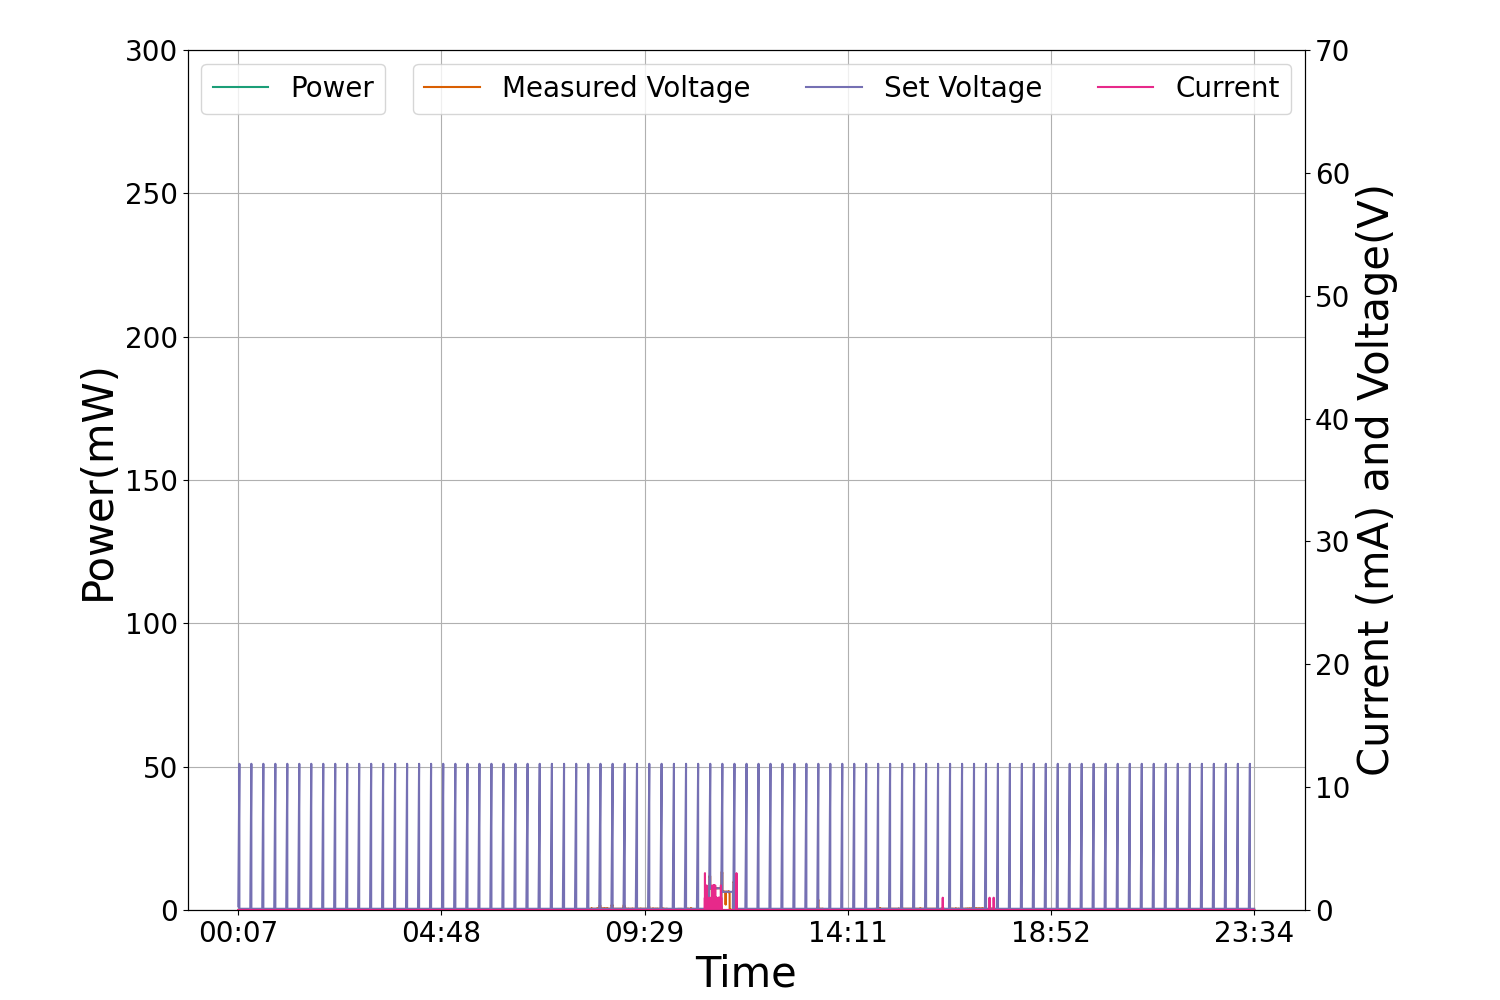 Power
Measured Voltage
Set Voltage
Current
300
250
200
150
100
50
0
Power(mW)
70
60
50
40
30
20
10
0
Current (mA) and Voltage(V)
00:07 04:48 09:29 14:11 18:52 23:34
Time